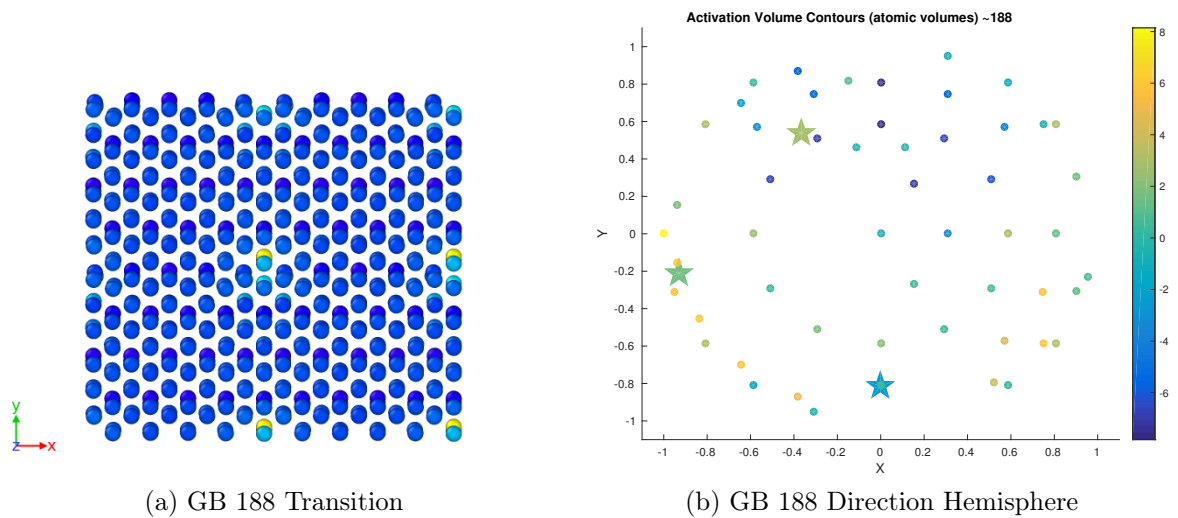 Activation Volume Contours (atomic volumes) ~188
1
0.8
0.6
0.4
0.2
0
-0.2
-0.4
-0.6
-0.8
-1
Y
-1 -0.8 -0.6 -0.4 -0.2 0 0.2 0.4 0.6 0.8 1
X
8
6
4
2
0
-2
-4
-6
y
z x
(a) GB 188 Transition
(b) GB 188 Direction Hemisphere